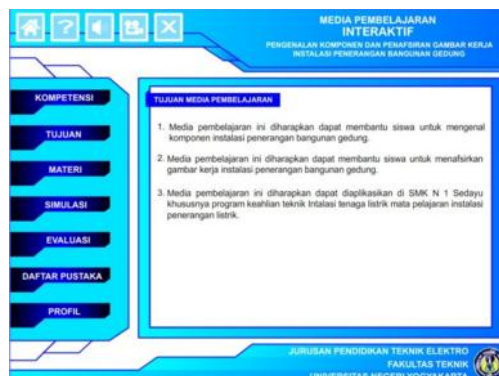 MEDIA PEMBELAJARAN
INTERAKTIF
PENGENALAN KOMPONEN DAN PENAFSIRAN GAMBAR KERJA
INSTALASI PENERANGAN BANGUNAN GEDUNG
KOMPETENSI
TUJUAN
MATERI
SIMULASI
EVALUASI
DAFTAR PUSTAKA
PROFIL
TUJUAN MEDIA PEMBELAJARAN
1. Media pembelajaran ini diharapkan dapat membantu siswa untuk mengenal
komponen instalasi penerangan bangunan gedung.
2. Media pembelajaran ini diharapkan dapat membantu siswa untuk menafsirkan
gambar kerja instalasi penerangan bangunan gedung.
3. Media pembelajaran ini diharapkan dapat diaplikasikan di SMK N 1 Sedayu
khususnya program keahlian teknik Intalasi tenaga listrik mata pelajaran instalasi
penerangan listrik.
JURUSAN PENDIDIKAN TEKNIK ELEKTRO
FAKULTAS TEKNIK
UNIVERSITAS NEGERI YOGYAKARTA